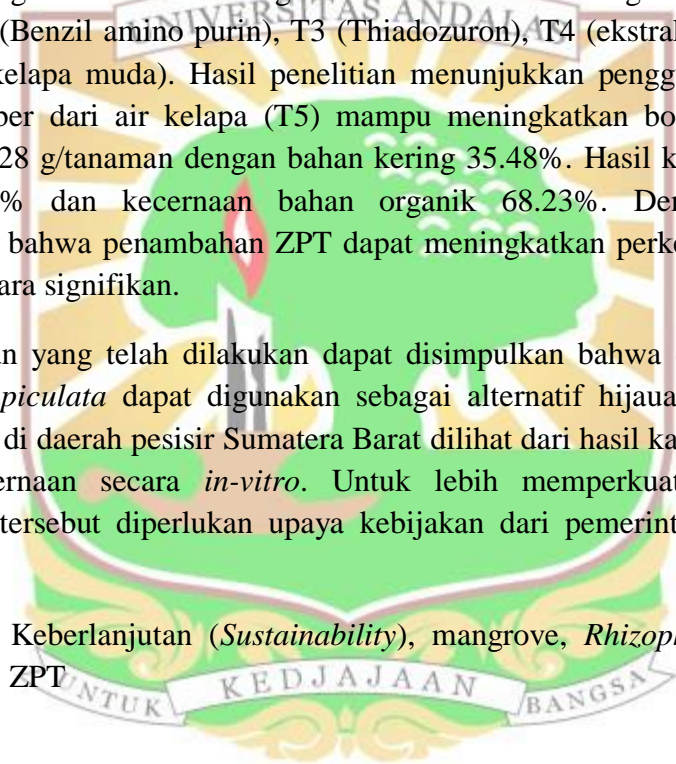 UNIVERSITAS ANDALAS
(Benzil amino purin), T3 (Thiadozuron), T4 (ekstral
kelapa muda). Hasil penelitian menunjukkan pengg
ber dari air kelapa (T5) mampu meningkatkan bo
28 g/tanaman dengan bahan kering 35.48%. Hasil k
% dan kecernaan bahan organik 68.23%. Der
bahwa penambahan ZPT dapat meningkatkan perk
ara signifikan.
n yang telah dilakukan dapat disimpulkan bahwa
piculata dapat digunakan sebagai alternatif hijaua
di daerah pesisir Sumatera Barat dilihat dari hasil ka
ernaan secara in-vitro. Untuk lebih memperkuat
tersebut diperlukan upaya kebijakan dari pemerint
Keberlanjutan (Sustainability), mangrove, Rhizoph
ZPT
UNTUK KEDJAJAAN BANGSA